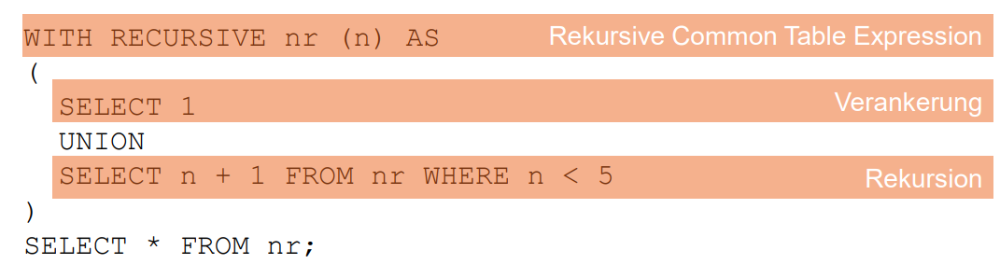 WITH RECURSIVE nr (n) AS Rekursive Common Table Expression
(
SELECT 1 Verankerung
UNION
SELECT n + 1 FROM nr WHERE n < 5 Rekursion
)
SELECT * FROM nr;